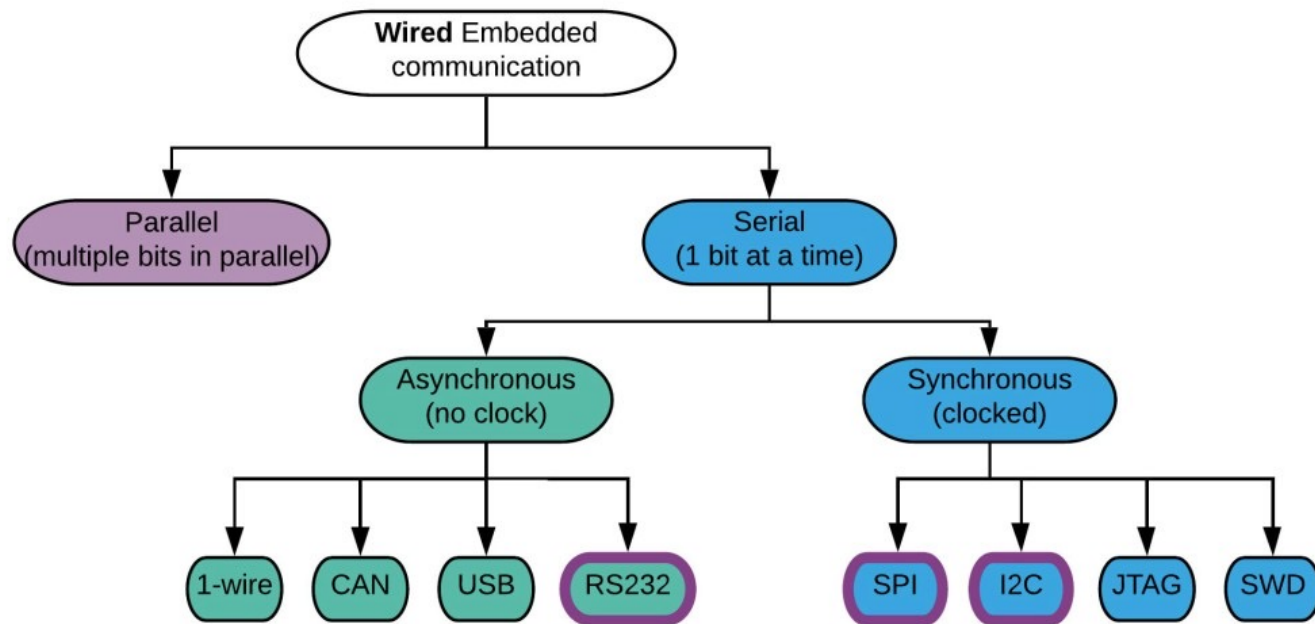 Wired Embedded
communication
Parallel
(multiple bits in parallel)
Serial
(1 bit at a time)
Asynchronous
(no clock)
Synchronous
(clocked)
1-wire
CAN
USB
RS232
SPI
I2C
JTAG
SWD